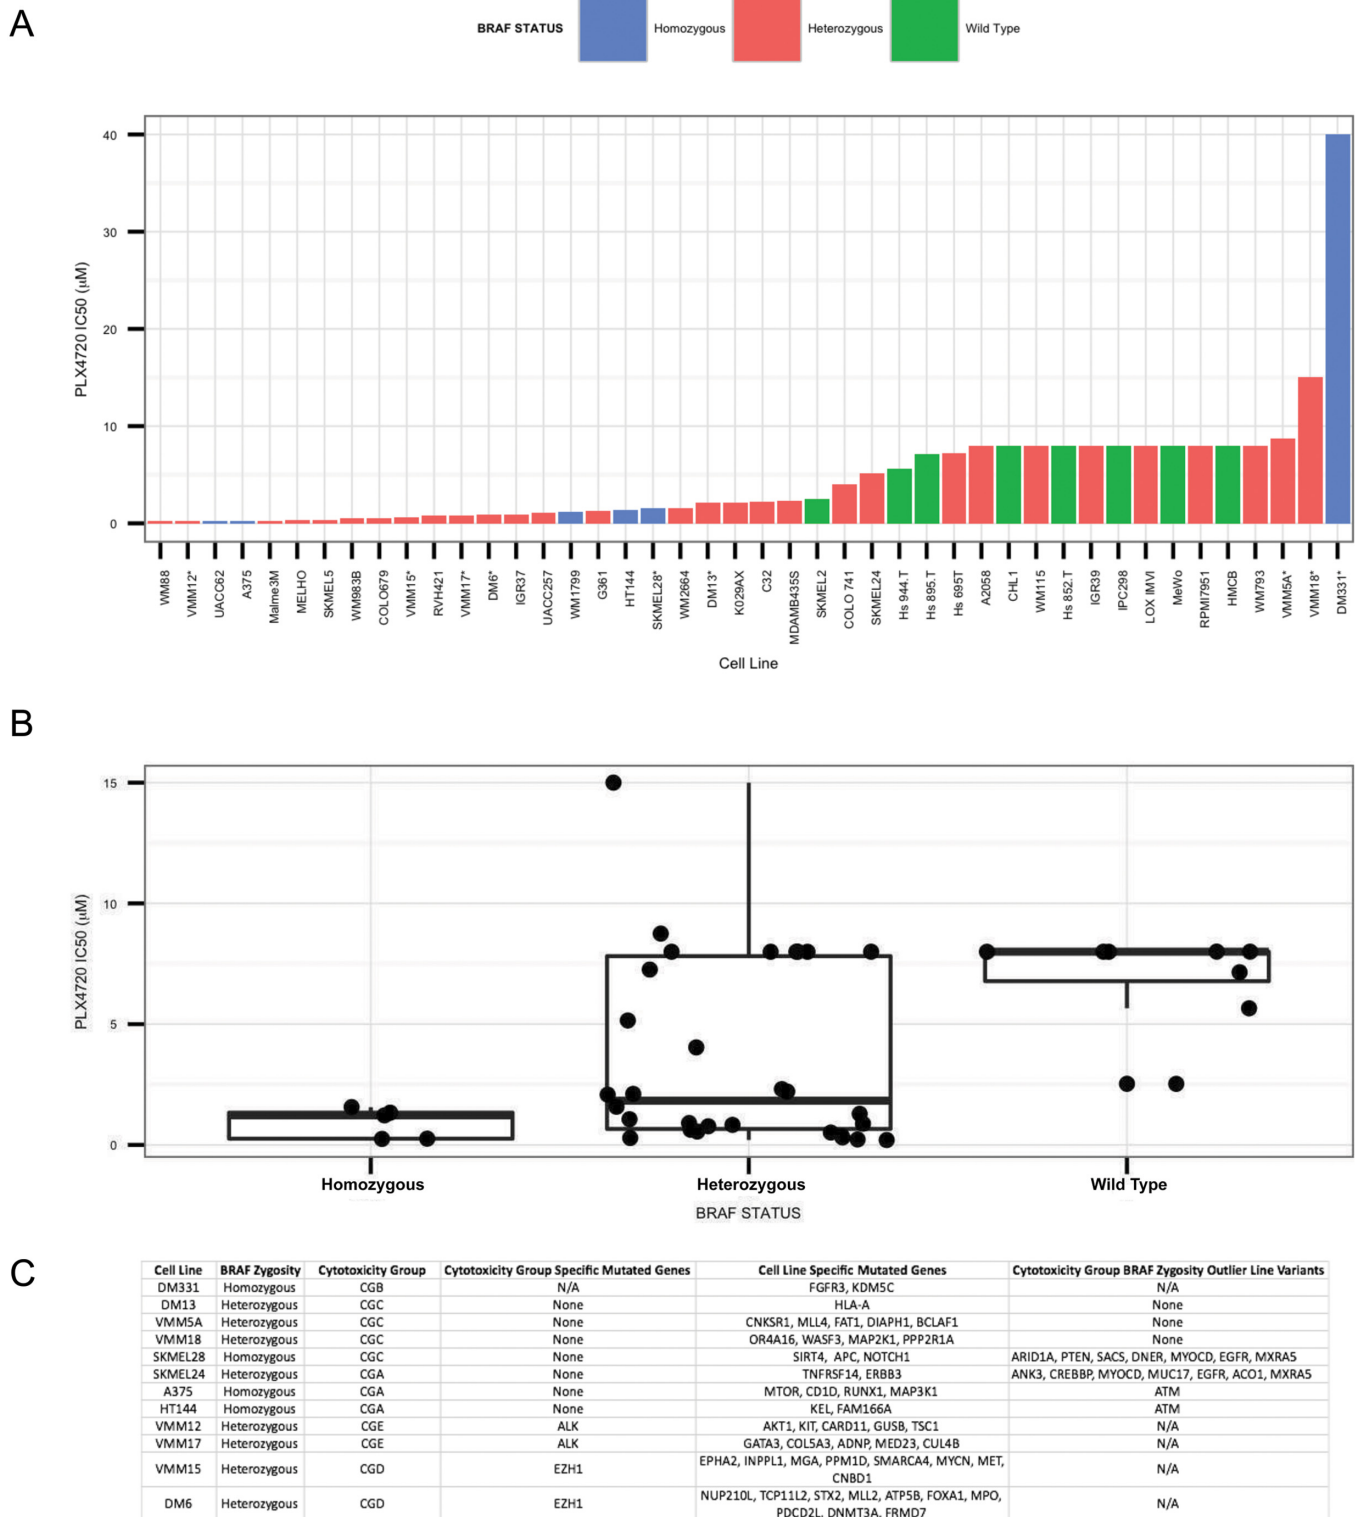 A
BRAF STATUS Homozygous Heterozygous Wild Type
40
30
20
10
0
PLX4720 IC50 (µM)
WM88 VMM12* UACC62 A375 Malme3M MELHO SKMEL5 WM983B COLO679 VMM15* RVH421 VMM17* DM6* IGR37 UACC257 WM1799 G361 HT144 SKMEL28* WM2664 DM13* K029AX C32 MDAMB435S SKMEL2 COLO 741 SKMEL24 Hs 944.T Hs 895.T Hs 695T A2058 CHL1 WM115 Hs 852.T IGR39 IPC298 LOX IMVI MeWo RPMI7951 HMCB WM793 VMM5A* VMM18* DM331*
Cell Line
B
15
10
5
0
PLX4720 IC50 (µM)
Homozygous Heterozygous Wild Type
BRAF STATUS
C
Cell Line BRAF Zygosity Cytotoxicity Group Cytotoxicity Group Specific Mutated Genes Cell Line Specific Mutated Genes Cytotoxicity Group BRAF Zygosity Outlier Line Variants
DM331 Homozygous CGB N/A FGFR3, KDM5C N/A
DM13 Heterozygous CGC None HLA-A None
VMM5A Heterozygous CGC None CNKSR1, MLL4, FAT1, DIAPH1, BCLAF1 None
VMM18 Heterozygous CGC None OR4A16, WASF3, MAP2K1, PPP2R1A None
SKMEL28 Homozygous CGC None SIRT4, APC, NOTCH1 ARID1A, PTEN, SACS, DNER, MYOCD, EGFR, MXRA5
SKMEL24 Heterozygous CGA None TNFRSF14, ERBB3 ANK3, CREBBP, MYOCD, MUC17, EGFR, ACO1, MXRA5
A375 Homozygous CGA None MTOR, CD1D, RUNX1, MAP3K1 ATM
HT144 Homozygous CGA None KEL, FAM166A ATM
VMM12 Heterozygous CGE ALK AKT1, KIT, CARD11, GUSB, TSC1 N/A
VMM17 Heterozygous CGE ALK GATA3, COL5A3, ADNP, MED23, CUL4B N/A
VMM15 Heterozygous CGD EZH1 EPHA2, INPPL1, MGA, PPM1D, SMARCA4, MYCN, MET, N/A
CNBD1
DM6 Heterozygous CGD EZH1 NUP210L, TCP11L2, STX2, MLL2, ATP5B, FOXA1, MPO, N/A
PDCD2L, DNMT3A, FRMD7